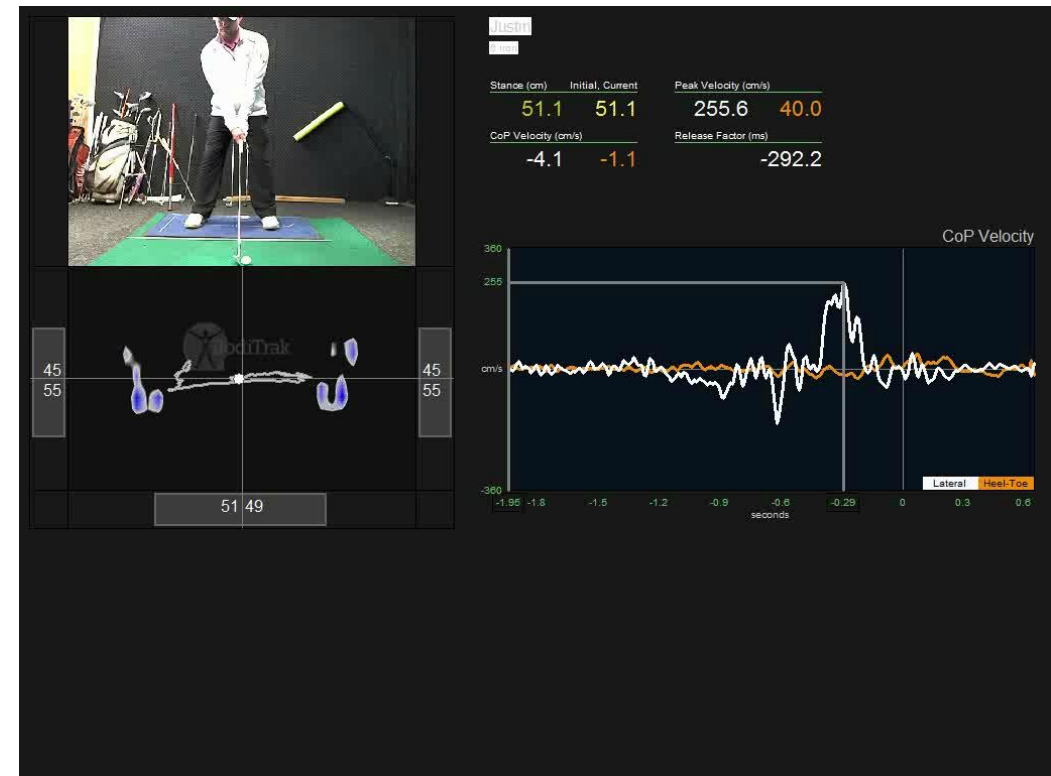 Justin
8 iron
Stance (cm) Initial, Current
51.1 51.1
Peak Velocity (cm/s)
255.6 40.0
CoP Velocity (cm/s)
-4.1 -1.1
Release Factor (ms)
-292.2
BodiTrak
45
55
45
55
51 49
CoP Velocity
360
255
cm/s
-360
Lateral Heel-Toe
-1.95 -1.8 -1.5 -1.2 -0.9 -0.6 -0.29 0 0.3 0.6
seconds